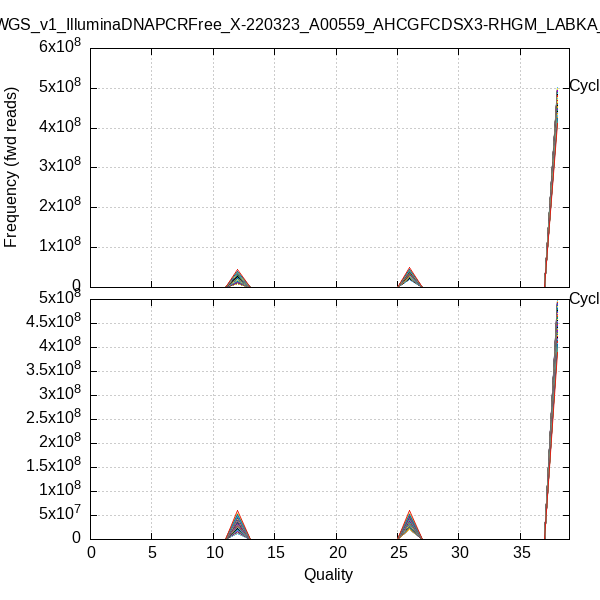 WGS_v1_IlluminaDNAPCRFree_X-220323_A00559_AHCGFCDSX3-RHGM_LABKA_
6x10^8
5x10^8
4x10^8
3x10^8
2x10^8
1x10^8
0
Frequency (fwd reads)
Cycl
5x10^8
4.5x10^8
4x10^8
3.5x10^8
3x10^8
2.5x10^8
2x10^8
1.5x10^8
1x10^8
5x10^7
0
Cycl
0 5 10 15 20 25 30 35
Quality